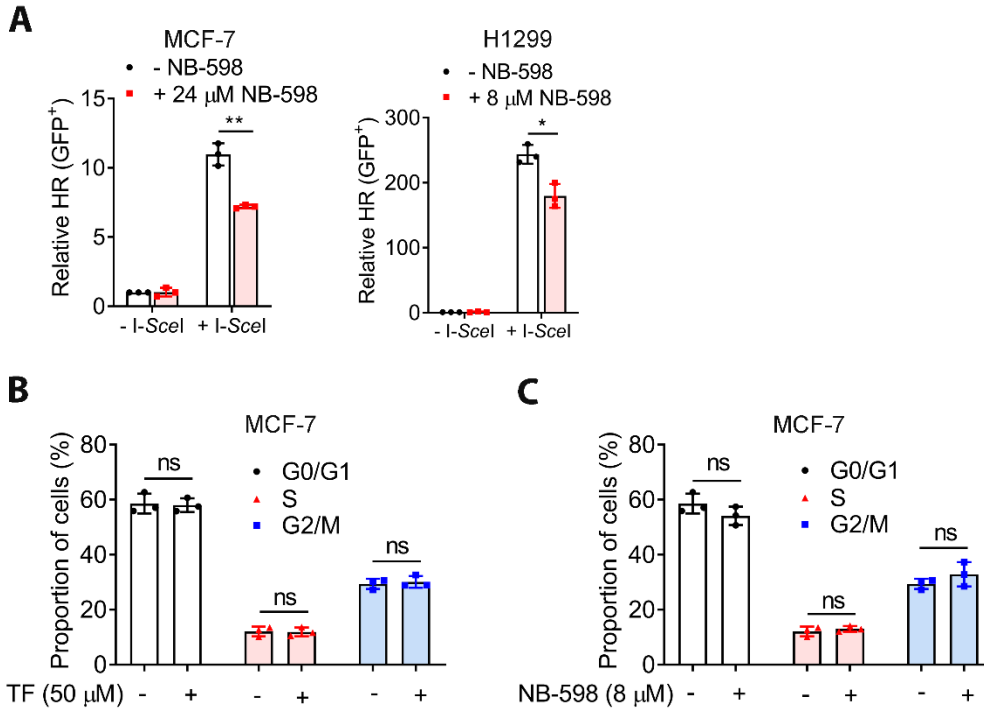 A
MCF-7
- NB-598
+ 24 μM NB-598
Relative HR (GFP+)
15
10
5
0
**
- I-SceI
+ I-SceI
H1299
- NB-598
+ 8 μM NB-598
Relative HR (GFP+)
300
200
100
0
*
- I-SceI
+ I-SceI
B
MCF-7
Proportion of cells (%)
80
60
40
20
0
ns
ns
ns
G0/G1
S
G2/M
TF (50 μM)
- + - + - +
C
MCF-7
Proportion of cells (%)
80
60
40
20
0
ns
ns
ns
G0/G1
S
G2/M
NB-598 (8 μM)
- + - + - +